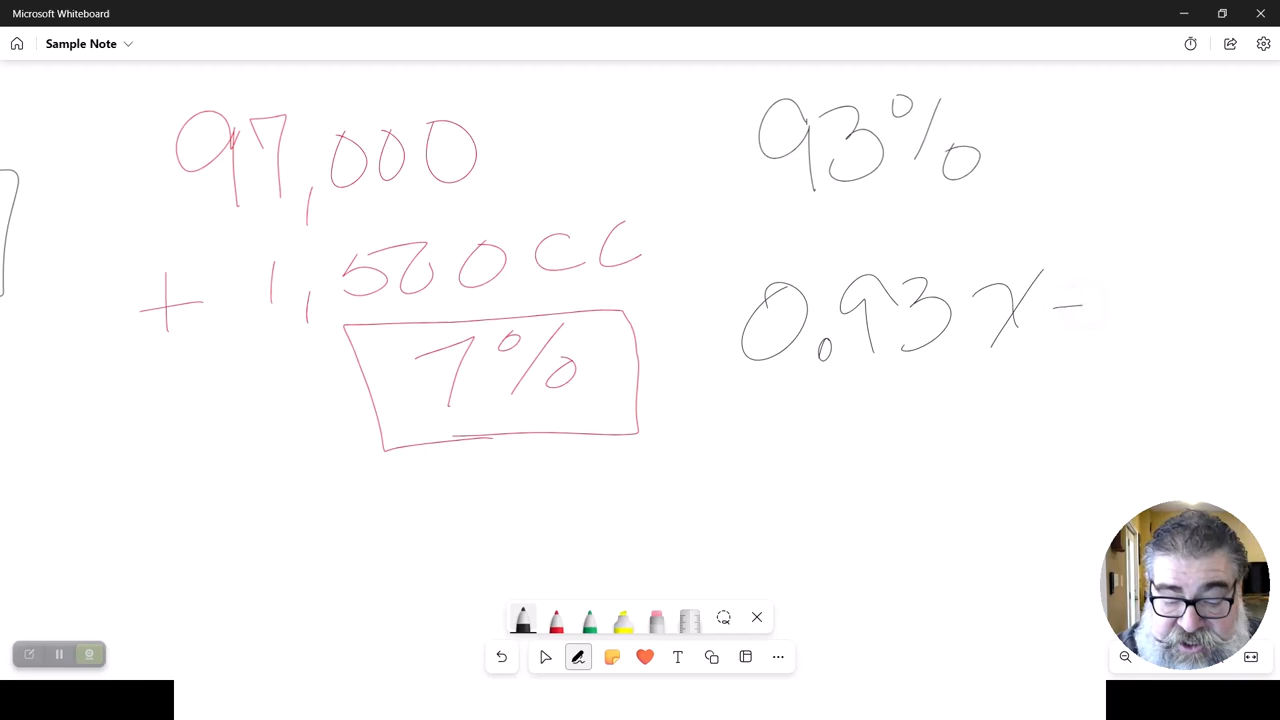 Microsoft Whiteboard
Sample Note
97,000
+ 1,500 CC
7%
93%
0.93x -